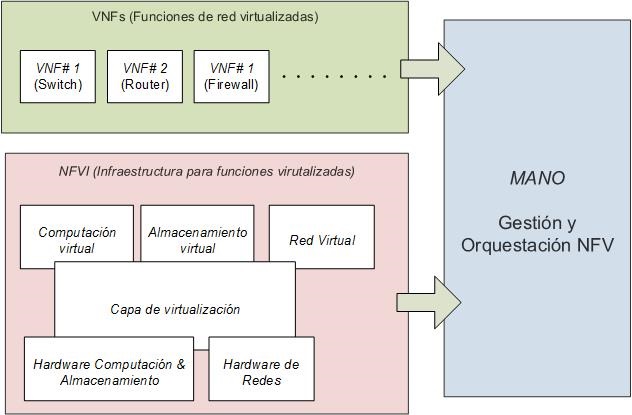 VNFs (Funciones de red virtualizadas)
VNF# 1
(Switch)
VNF# 2
(Router)
VNF# 1
(Firewall)
. . . . . . . . . .
NFVI (Infraestructura para funciones virutalizadas)
Computación
virtual
Almacenamiento
virtual
Red Virtual
Capa de virtualización
Hardware Computación &
Almacenamiento
Hardware de
Redes
MANO
Gestión y
Orquestación NFV